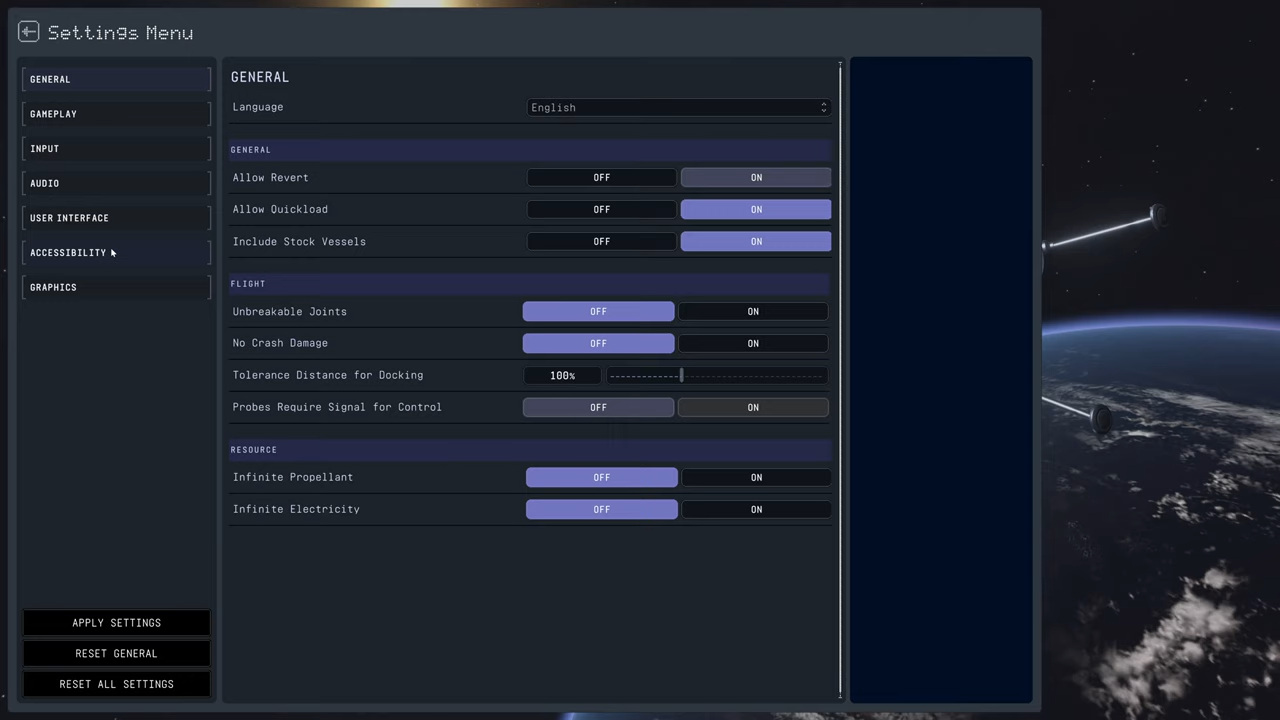 Settings Menu
GENERAL
GAMEPLAY
INPUT
AUDIO
USER INTERFACE
ACCESSIBILITY
GRAPHICS
APPLY SETTINGS
RESET GENERAL
RESET ALL SETTINGS
GENERAL
Language English
GENERAL
Allow Revert OFF ON
Allow Quickload OFF ON
Include Stock Vessels OFF ON
FLIGHT
Unbreakable Joints OFF ON
No Crash Damage OFF ON
Tolerance Distance for Docking 100%
Probes Require Signal for Control OFF ON
RESOURCE
Infinite Propellant OFF ON
Infinite Electricity OFF ON